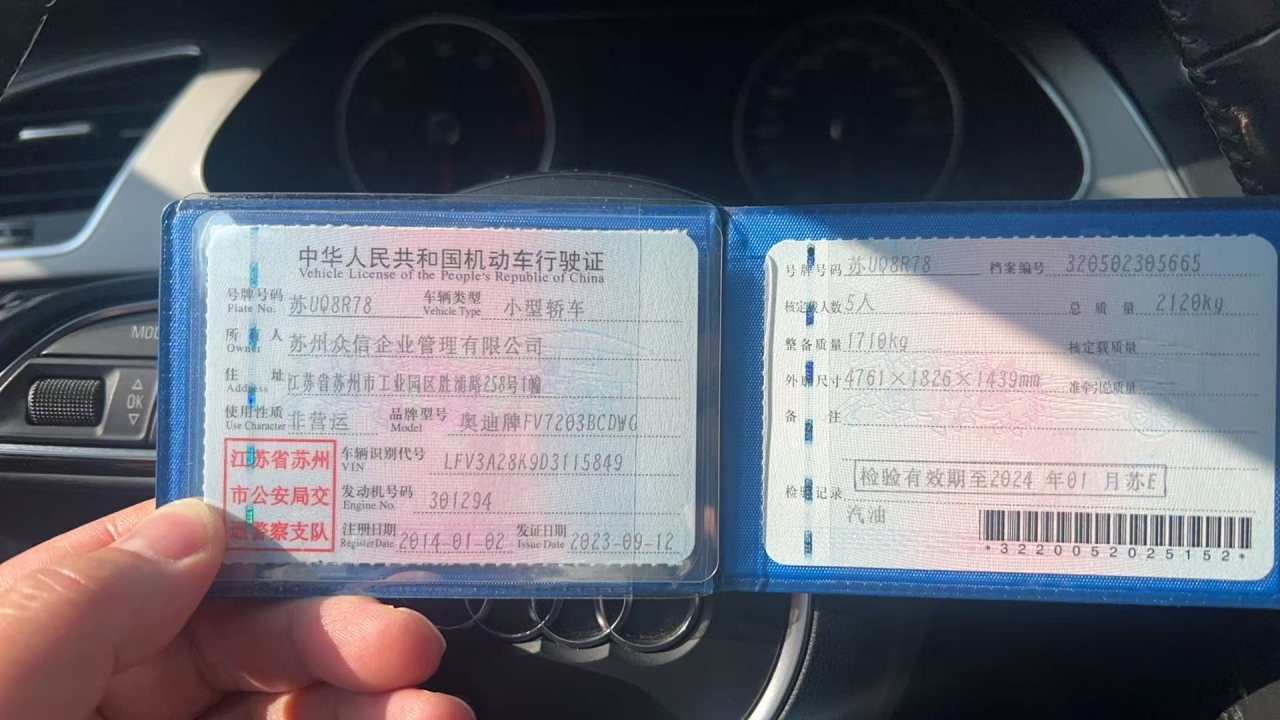 中华人民共和国机动车行驶证
Vehicle License of the People's Republic of China
号牌号码 苏UQ8R78 车辆类型 小型轿车
Plate No. Vehicle Type
所有人 苏州众信企业管理有限公司
Owner
住址 江苏省苏州市工业园区胜浦路258号1幢
Address
使用性质 非营运 品牌型号 奥迪牌FV7203BCDWG
Use Character Model
江苏省苏州
市公安局交
通警察支队
车辆识别代号 LFV3A28K9D3115849
VIN
发动机号码 301294
Engine No.
注册日期 2014-01-02 发证日期 2023-09-12
Register Date Issue Date
号牌号码 苏UQ8R78 档案编号 320502305665
核定载人数 5人 总质量 2120kg
整备质量 1710kg 核定载质量
外廓尺寸 4761×1826×1439mm 准牵引总质量
备注
检验有效期至2024 年01 月苏E
检验记录
汽油
*3220052025152*
MO
OK